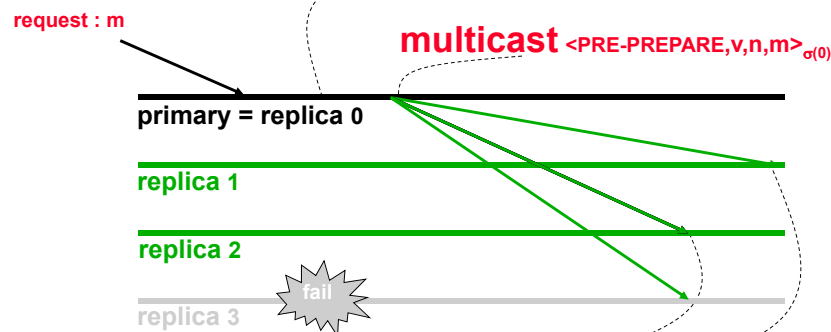 request : m
multicast <PRE-PREPARE,v,n,m>σ(0)
primary = replica 0
replica 1
replica 2
fail
replica 3